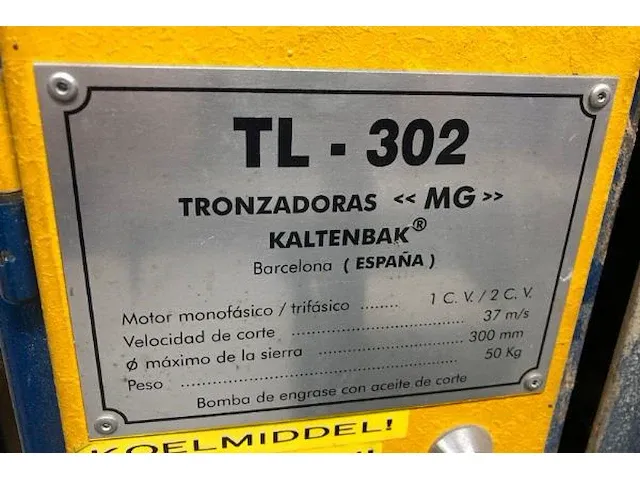 TL - 302
TRONZADORAS << MG >>
KALTENBAK®
Barcelona ( ESPAÑA )
Motor monofásico / trifásico ........ 1 C. V. / 2 C. V.
Velocidad de corte ........ 37 m/s
ø máximo de la sierra ........ 300 mm
Peso ........ 50 Kg
Bomba de engrase con aceite de corte
KOELMIDDEL!